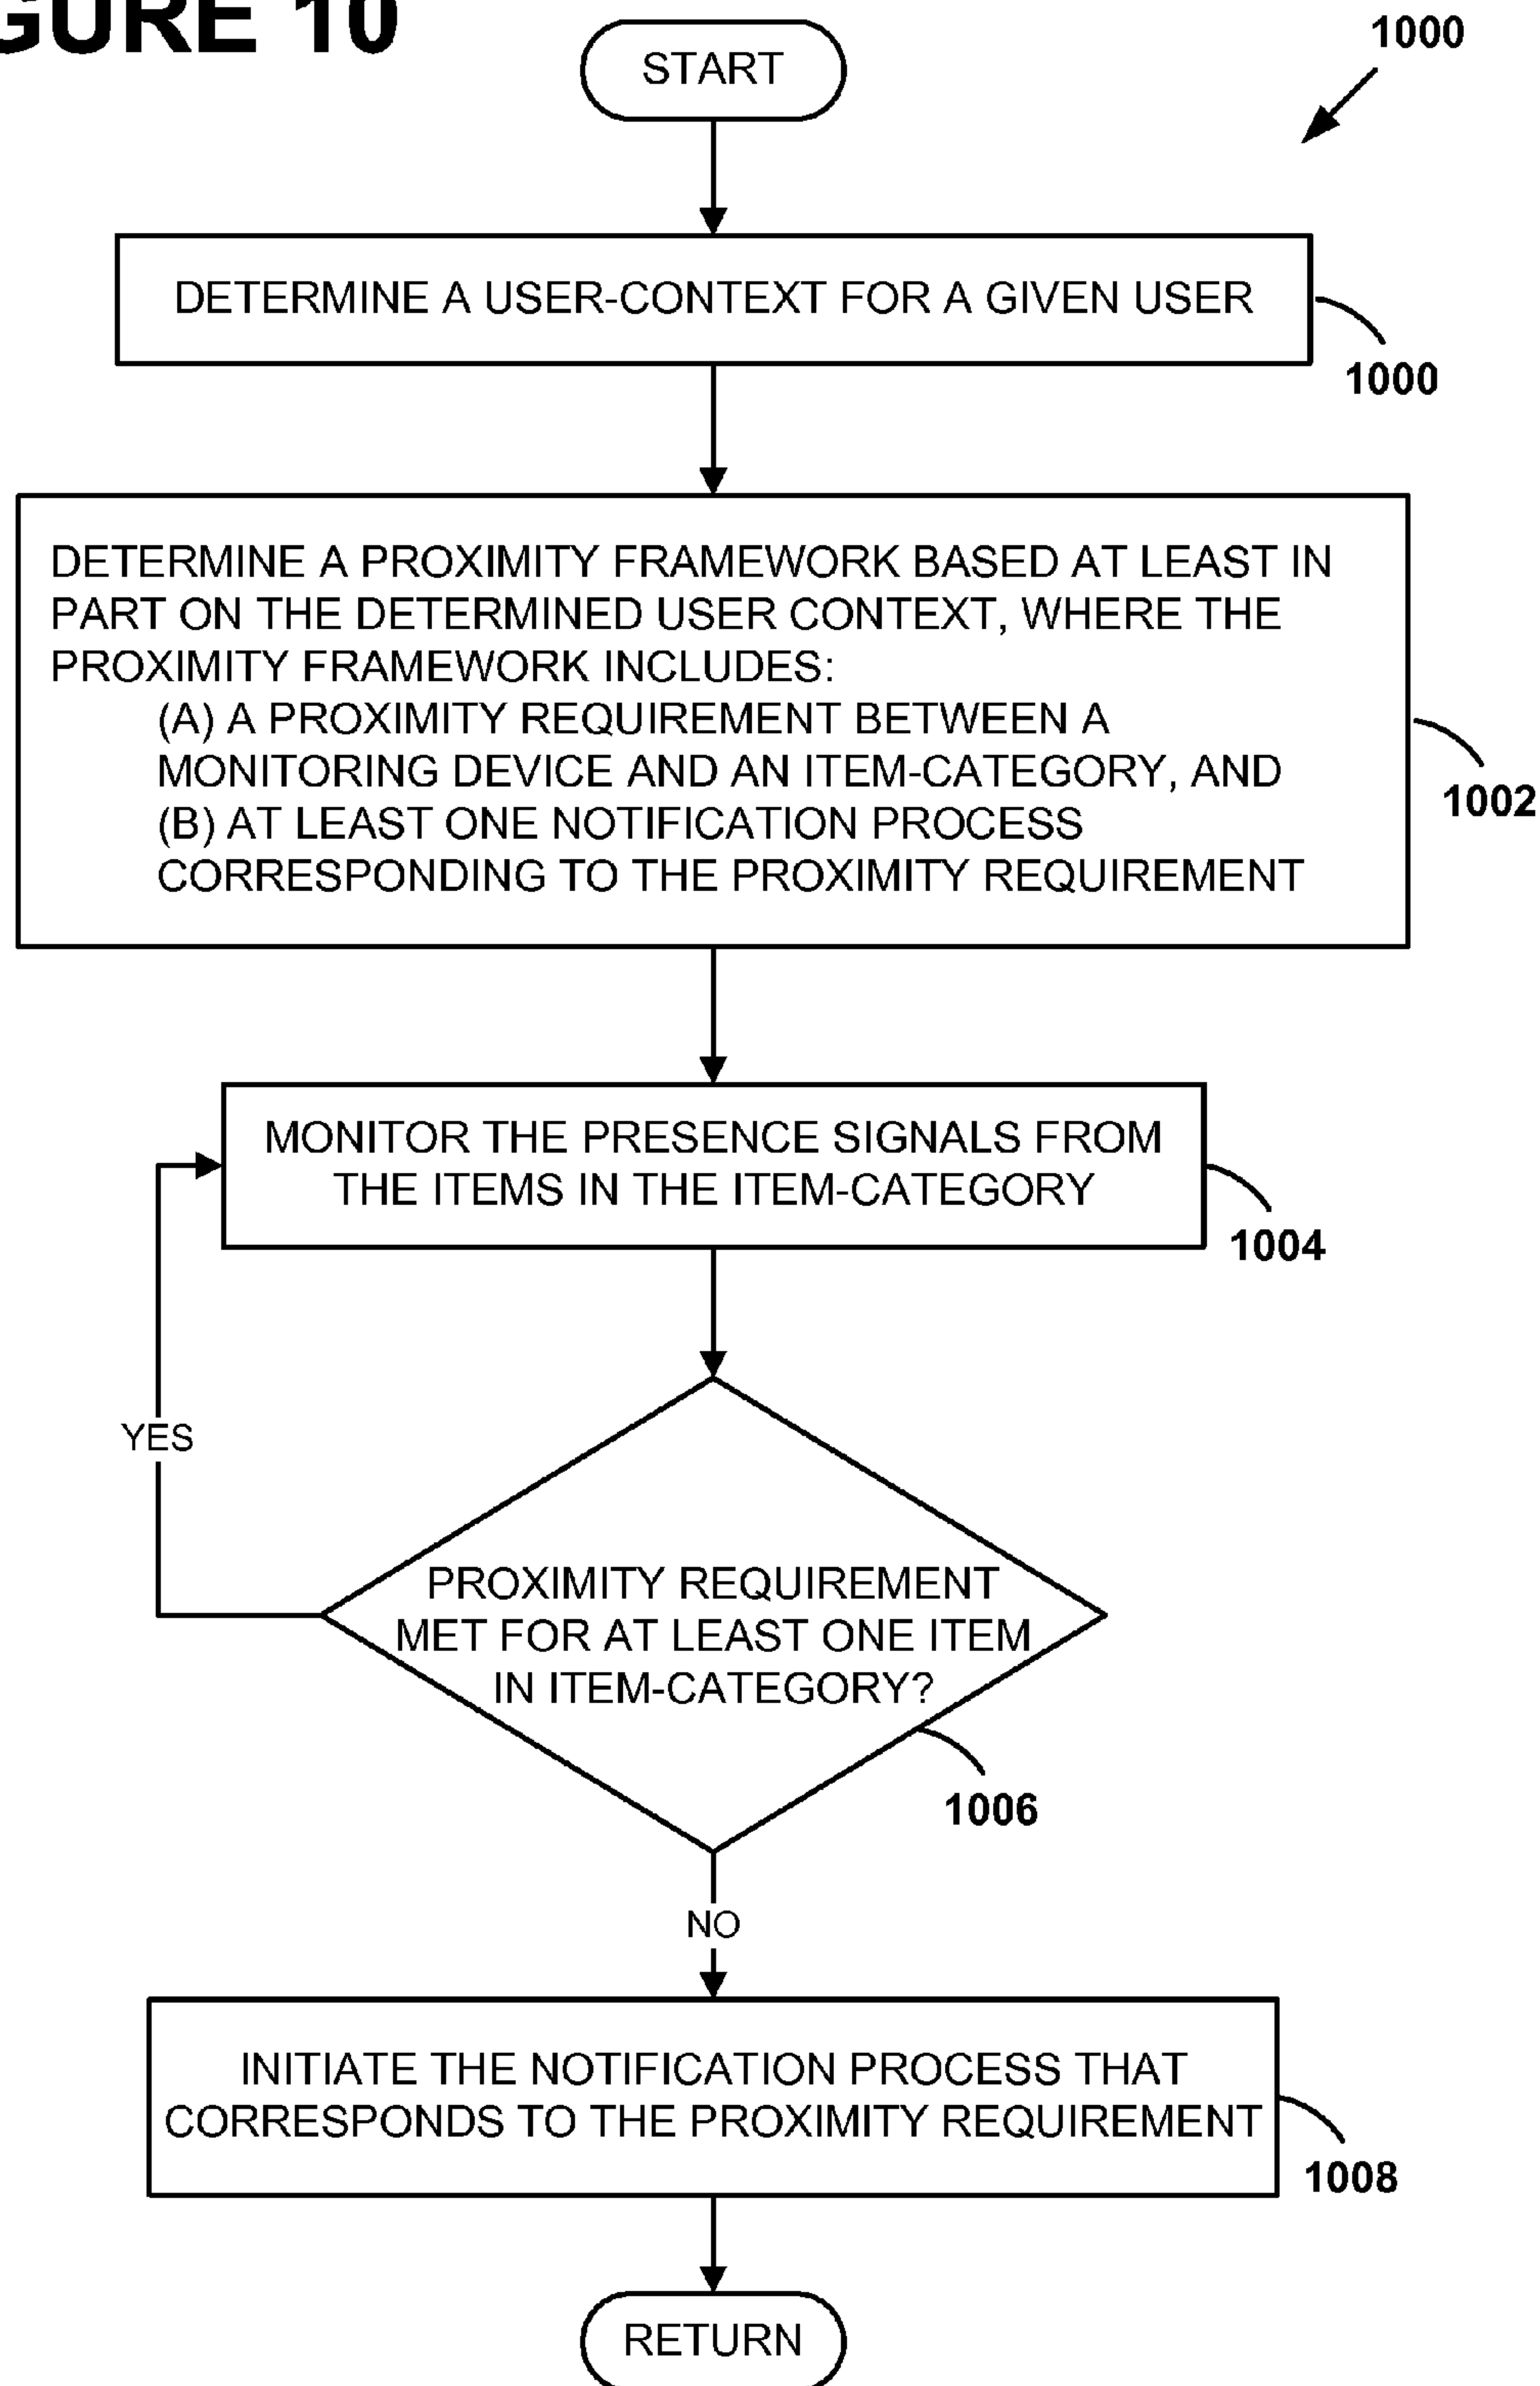 GURE 10
1000
START
DETERMINE A USER-CONTEXT FOR A GIVEN USER
1000
DETERMINE A PROXIMITY FRAMEWORK BASED AT LEAST IN
PART ON THE DETERMINED USER CONTEXT, WHERE THE
PROXIMITY FRAMEWORK INCLUDES:
(A) A PROXIMITY REQUIREMENT BETWEEN A
MONITORING DEVICE AND AN ITEM-CATEGORY, AND
(B) AT LEAST ONE NOTIFICATION PROCESS
CORRESPONDING TO THE PROXIMITY REQUIREMENT
1002
MONITOR THE PRESENCE SIGNALS FROM
THE ITEMS IN THE ITEM-CATEGORY
1004
YES
PROXIMITY REQUIREMENT
MET FOR AT LEAST ONE ITEM
IN ITEM-CATEGORY?
1006
NO
INITIATE THE NOTIFICATION PROCESS THAT
CORRESPONDS TO THE PROXIMITY REQUIREMENT
1008
RETURN